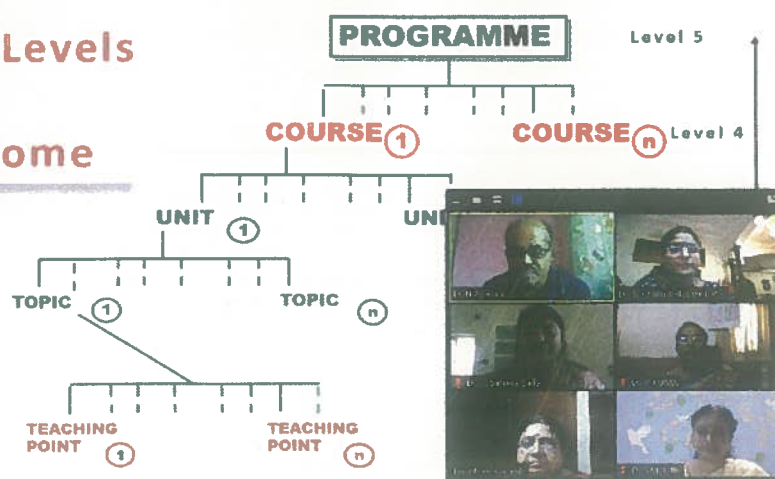 Levels
ome
PROGRAMME
Level 5
COURSE 1
COURSE n
Level 4
UNIT 1
UNI
TOPIC 1
TOPIC n
TEACHING POINT 1
TEACHING POINT n